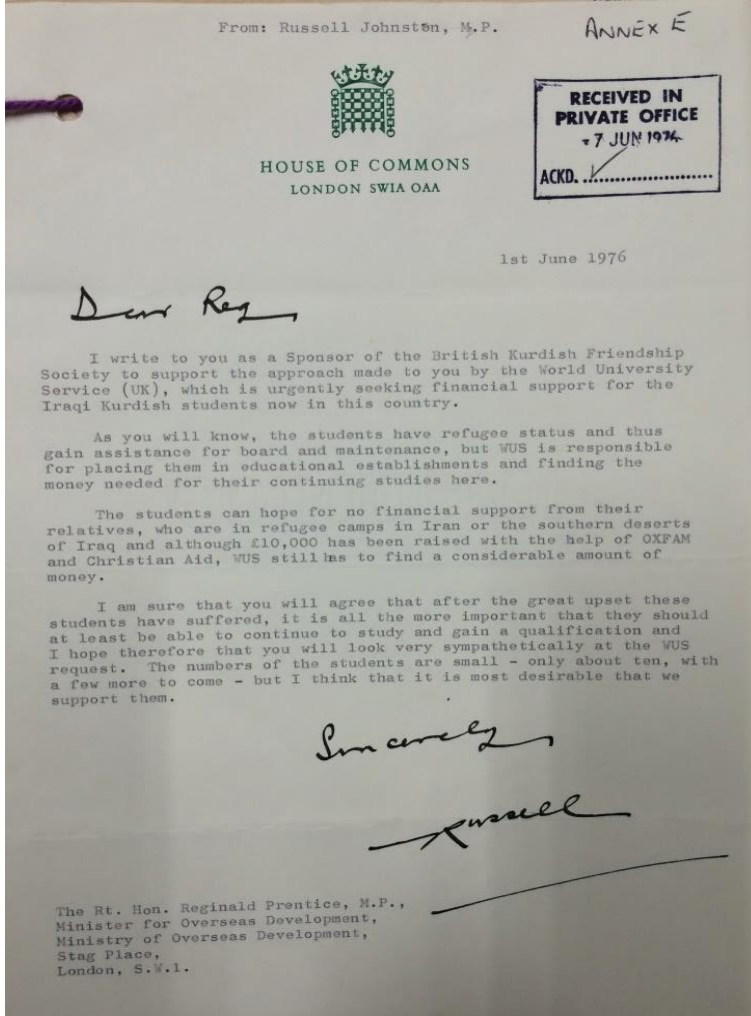 From: Russell Johnston, M.P.
ANNEX E
RECEIVED IN
PRIVATE OFFICE
-7 JUN 1976
ACKD. ........................
HOUSE OF COMMONS
LONDON SW1A OAA
1st June 1976
Dear Reg,
I write to you as a Sponsor of the British Kurdish Friendship
Society to support the approach made to you by the World University
Service (UK), which is urgently seeking financial support for the
Iraqi Kurdish students now in this country.
As you will know, the students have refugee status and thus
gain assistance for board and maintenance, but WUS is responsible
for placing them in educational establishments and finding the
money needed for their continuing studies here.
The students can hope for no financial support from their
relatives, who are in refugee camps in Iran or the southern deserts
of Iraq and although £10,000 has been raised with the help of OXFAM
and Christian Aid, WUS still has to find a considerable amount of
money.
I am sure that you will agree that after the great upset these
students have suffered, it is all the more important that they should
at least be able to continue to study and gain a qualification and
I hope therefore that you will look very sympathetically at the WUS
request. The numbers of the students are small - only about ten, with
a few more to come - but I think that it is most desirable that we
support them.
Sincerely,
Russell
The Rt. Hon. Reginald Prentice, M.P.,
Minister for Overseas Development,
Ministry of Overseas Development,
Stag Place,
London, S.W.1.